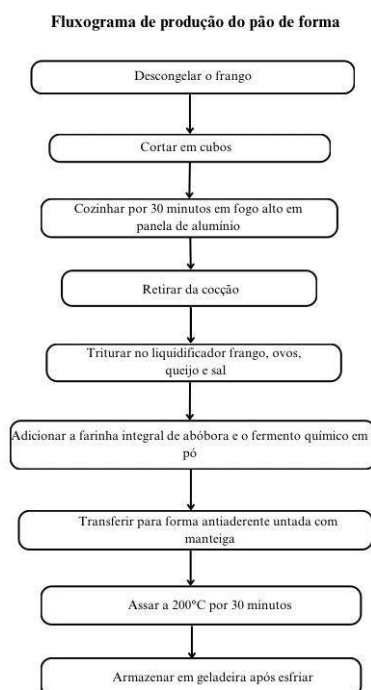 Fluxograma de produção do pão de forma
Descongelar o frango
Cortar em cubos
Cozinhar por 30 minutos em fogo alto em
panela de alumínio
Retirar da cocção
Triturar no liquidificador frango, ovos,
queijo e sal
Adicionar a farinha integral de abóbora e o fermento químico em
pó
Transferir para forma antiaderente untada com
manteiga
Assar a 200°C por 30 minutos
Armazenar em geladeira após esfriar